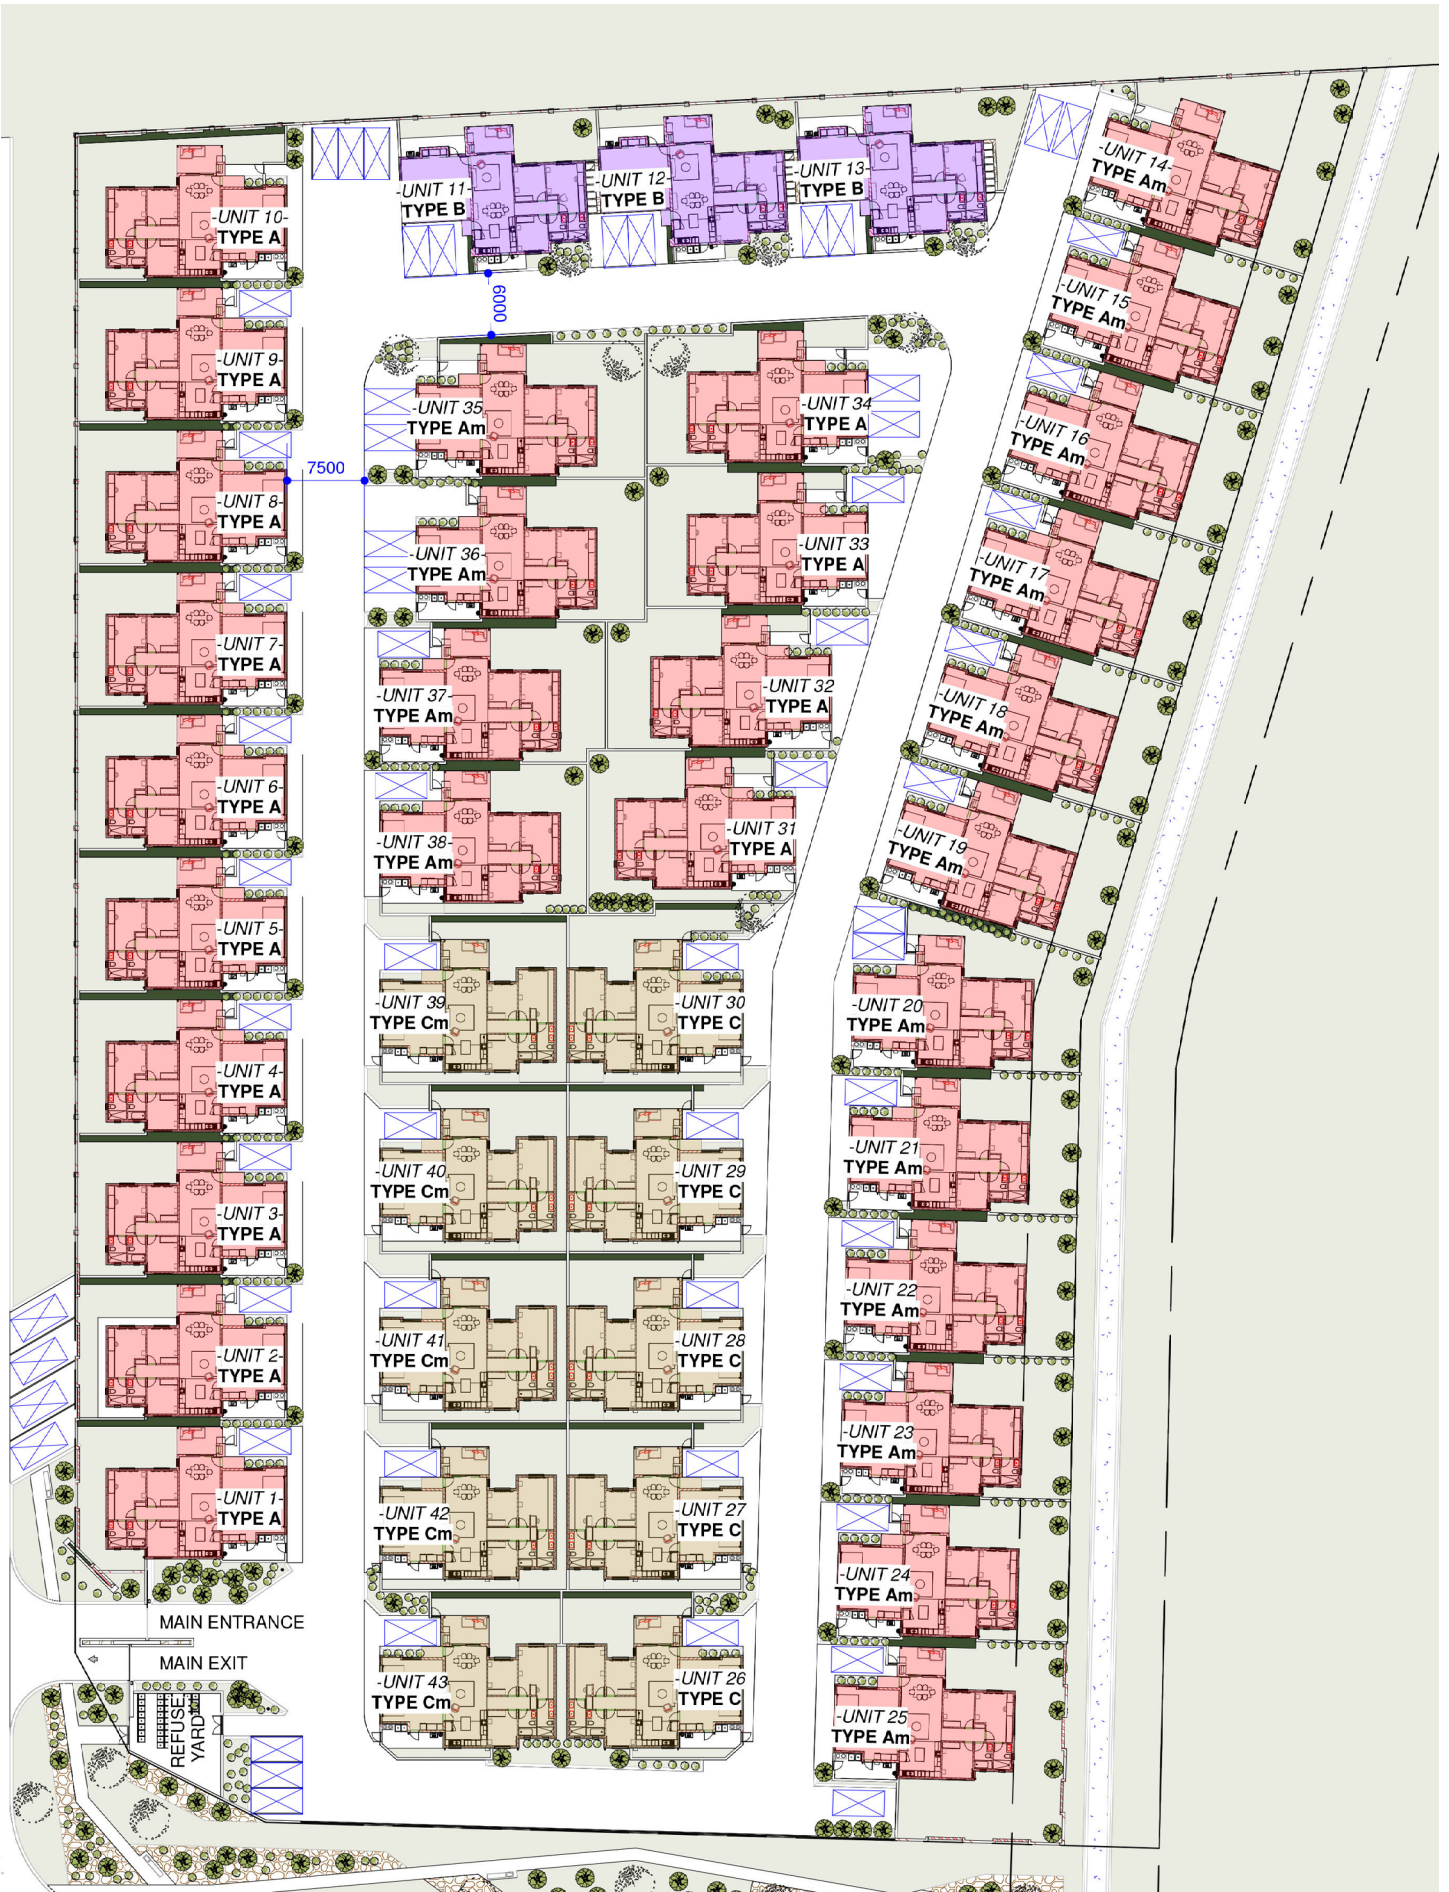 -UNIT 10-
TYPE A
-UNIT 11-
TYPE B
-UNIT 12-
TYPE B
-UNIT 13-
TYPE B
-UNIT 14-
TYPE Am
-UNIT 9-
TYPE A
6000
-UNIT 15
TYPE Am
-UNIT 35
TYPE Am
-UNIT 34
TYPE A
-UNIT 16
TYPE Am
7500
-UNIT 8-
TYPE A
-UNIT 36-
TYPE Am
-UNIT 33
TYPE A
-UNIT 17
TYPE Am
-UNIT 7-
TYPE A
-UNIT 37-
TYPE Am
-UNIT 32
TYPE A
-UNIT 18
TYPE Am
-UNIT 6-
TYPE A
-UNIT 38-
TYPE Am
-UNIT 31
TYPE A
-UNIT 19
TYPE Am
-UNIT 5-
TYPE A
-UNIT 39
TYPE Cm
-UNIT 30
TYPE C
-UNIT 20
TYPE Am
-UNIT 4-
TYPE A
-UNIT 40
TYPE Cm
-UNIT 29
TYPE C
-UNIT 21
TYPE Am
-UNIT 3-
TYPE A
-UNIT 41
TYPE Cm
-UNIT 28
TYPE C
-UNIT 22
TYPE Am
-UNIT 2-
TYPE A
-UNIT 23
TYPE Am
-UNIT 1-
TYPE A
-UNIT 42
TYPE Cm
-UNIT 27
TYPE C
-UNIT 24
TYPE Am
MAIN ENTRANCE
MAIN EXIT
-UNIT 43
TYPE Cm
-UNIT 26
TYPE C
-UNIT 25
TYPE Am
REFUSE
YARD